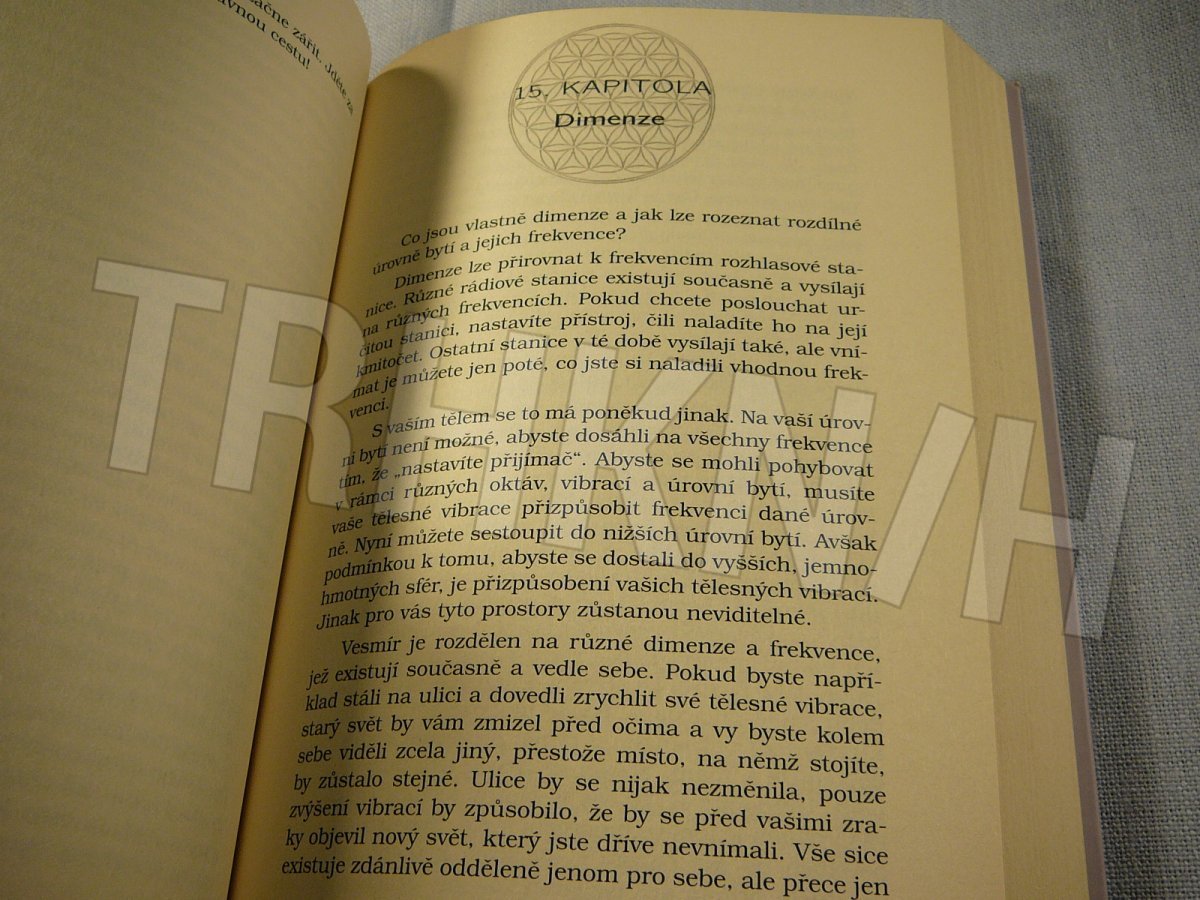 ačne zářit. Jděte za
avnou cestu!
15. KAPITOLA
Dimenze
Co jsou vlastně dimenze a jak lze rozeznat rozdílné
úrovně bytí a jejich frekvence?
Dimenze lze přirovnat k frekvencím rozhlasové sta-
nice. Různé rádiové stanice existují současně a vysílají
na různých frekvencích. Pokud chcete poslouchat ur-
čitou stanici, nastavíte přístroj, čili naladíte ho na její
kmitočet. Ostatní stanice v té době vysílají také, ale vní-
mat je můžete jen poté, co jste si naladili vhodnou frek-
venci.
S vaším tělem se to má poněkud jinak. Na vaší úrov-
ni bytí není možné, abyste dosáhli na všechny frekvence
tím, že „nastavíte přijímač“. Abyste se mohli pohybovat
v rámci různých oktáv, vibrací a úrovní bytí, musíte
vaše tělesné vibrace přizpůsobit frekvenci dané úrov-
ně. Nyní můžete sestoupit do nižších úrovní bytí. Avšak
podmínkou k tomu, abyste se dostali do vyšších, jemno-
hmotných sfér, je přizpůsobení vašich tělesných vibrací.
Jinak pro vás tyto prostory zůstanou neviditelné.
Vesmír je rozdělen na různé dimenze a frekvence,
jež existují současně a vedle sebe. Pokud byste napří-
klad stáli na ulici a dovedli zrychlit své tělesné vibrace,
starý svět by vám zmizel před očima a vy byste kolem
sebe viděli zcela jiný, přestože místo, na němž stojíte,
by zůstalo stejné. Ulice by se nijak nezměnila, pouze
zvýšení vibrací by způsobilo, že by se před vašimi zra-
ky objevil nový svět, který jste dříve nevnímali. Vše sice
existuje zdánlivě odděleně jenom pro sebe, ale přece jen
TRHKNIH